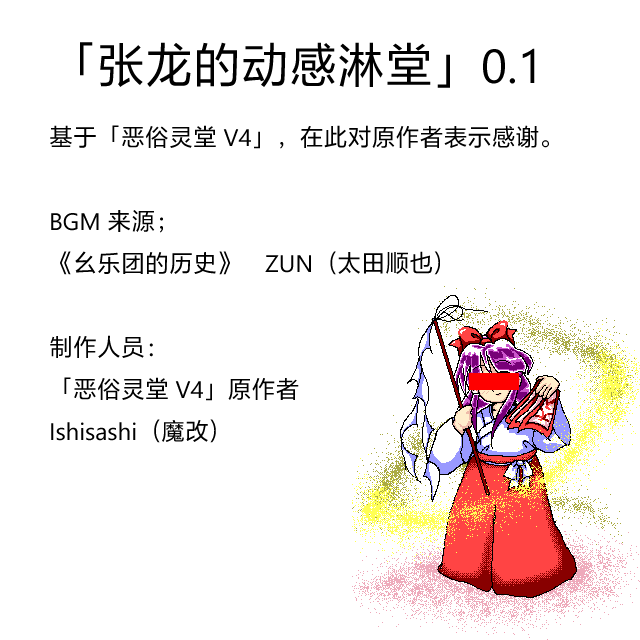 「张龙的动感淋堂」0.1
基于「恶俗灵堂 V4」，在此对原作者表示感谢。
BGM 来源；
《幺乐团的历史》　ZUN（太田顺也）
制作人员：
「恶俗灵堂 V4」原作者
Ishisashi（魔改）